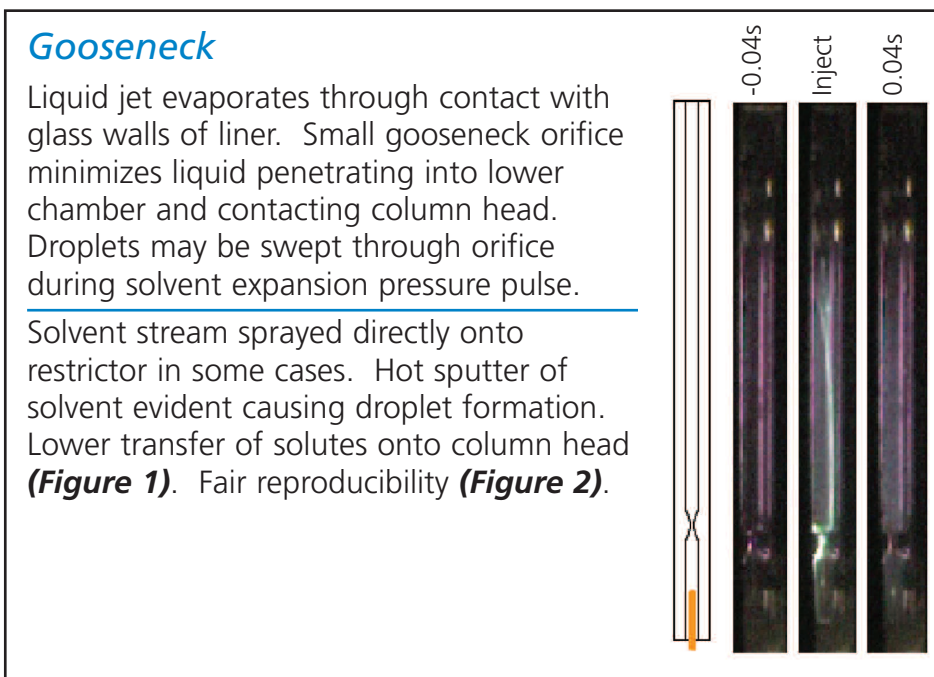 Gooseneck
Liquid jet evaporates through contact with
glass walls of liner. Small gooseneck orifice
minimizes liquid penetrating into lower
chamber and contacting column head.
Droplets may be swept through orifice
during solvent expansion pressure pulse.
Solvent stream sprayed directly onto
restrictor in some cases. Hot sputter of
solvent evident causing droplet formation.
Lower transfer of solutes onto column head
(Figure 1). Fair reproducibility (Figure 2).
-0.04s
Inject
0.04s